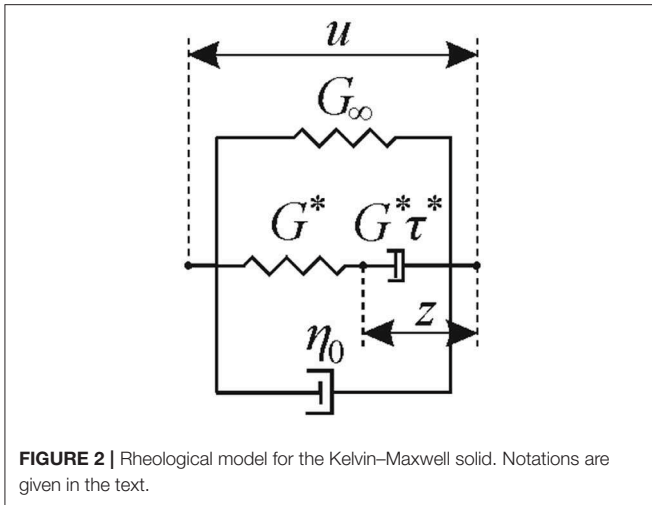 u
G∞
G* G*τ*
z
η₀
FIGURE 2 | Rheological model for the Kelvin–Maxwell solid. Notations are
given in the text.